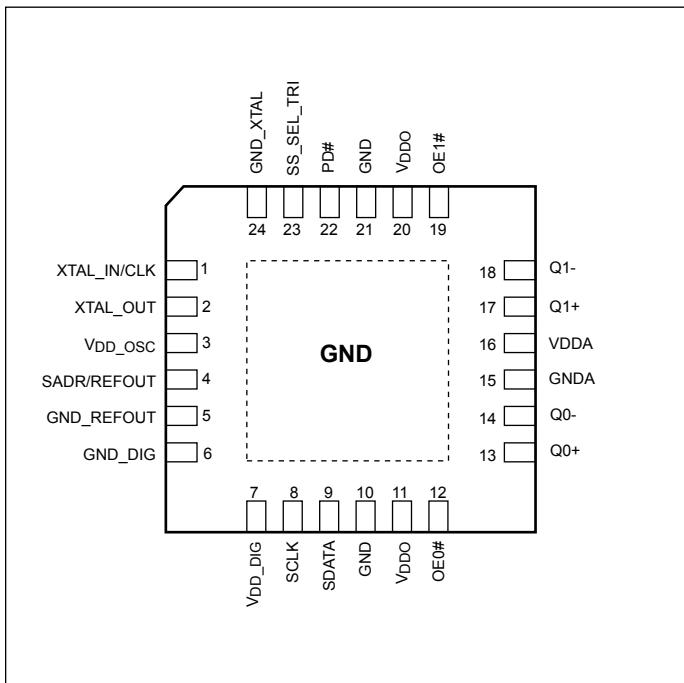 GND_XTAL
SS_SEL_TRI
PD#
GND
VDDO
OE1#
24
23
22
21
20
19
XTAL_IN/CLK 1
XTAL_OUT 2
VDD_OSC 3
SADR/REFOUT 4
GND_REFOUT 5
GND_DIG 6
GND
18 Q1-
17 Q1+
16 VDDA
15 GNDA
14 Q0-
13 Q0+
7
8
9
10
11
12
VDD_DIG
SCLK
SDATA
GND
VDDO
OE0#